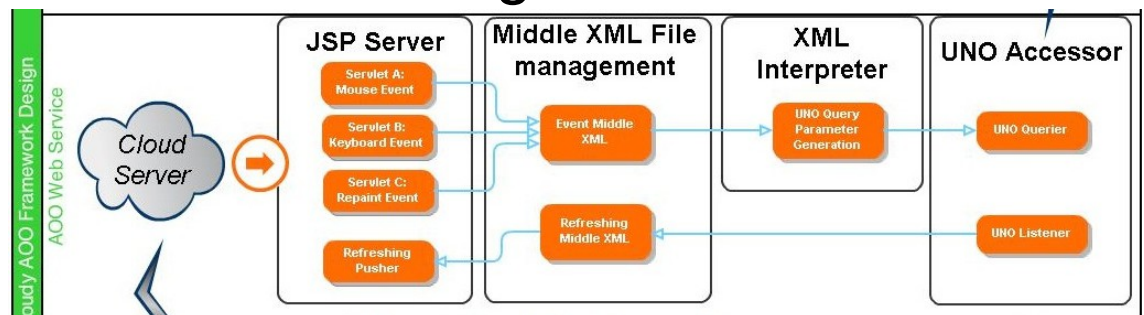 JSP Server
Middle XML File
management
XML
Interpreter
UNO Accessor
Servlet A:
Mouse Event
Servlet B:
Keyboard Event
Servlet C:
Repaint Event
Refreshing
Pusher
Event Middle
XML
Refreshing
Middle XML
UNO Query
Parameter
Generation
UNO Querier
UNO Listener
Cloud
Server
AOO Framework Design
AOO Web Service